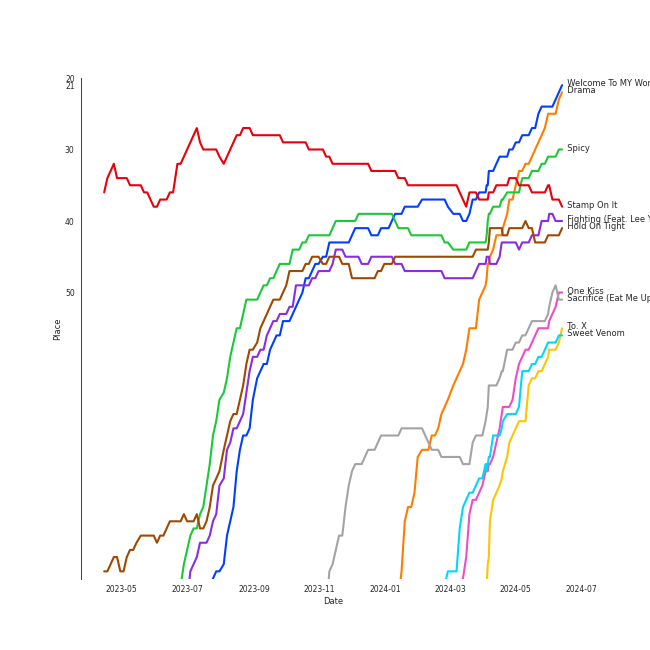 20
21
30
40
50
Place
Welcome To MY Wor
Drama
Spicy
Stamp On It
Fighting (Feat. Lee Y
Hold On Tight
One Kiss
Sacrifice (Eat Me Up
To. X
Sweet Venom
2023-05
2023-07
2023-09
2023-11
2024-01
2024-03
2024-05
2024-07
Date